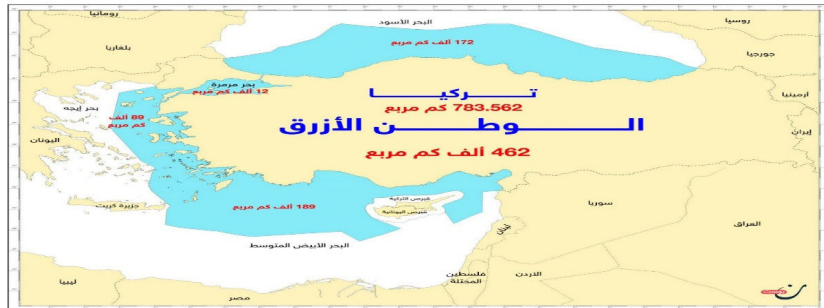 رومانيا
البحر الأسود
روسيا
بلغاريا
172 ألف كم مربع
جورجيا
بحر مرمرة
12 ألف كم مربع
تـــركـــيـــا
783.562 كم مربع
أرمينيا
بحر إيجه
89 ألف
كم مربع
الـــوطـــن الأزرق
إيران
اليونان
462 ألف كم مربع
قبرص التركية
قبرص اليونانية
سوريا
جزيرة كريت
189 ألف كم مربع
لبنان
العراق
البحر الأبيض المتوسط
فلسطين
المحتلة
الأردن
ليبيا
مصر